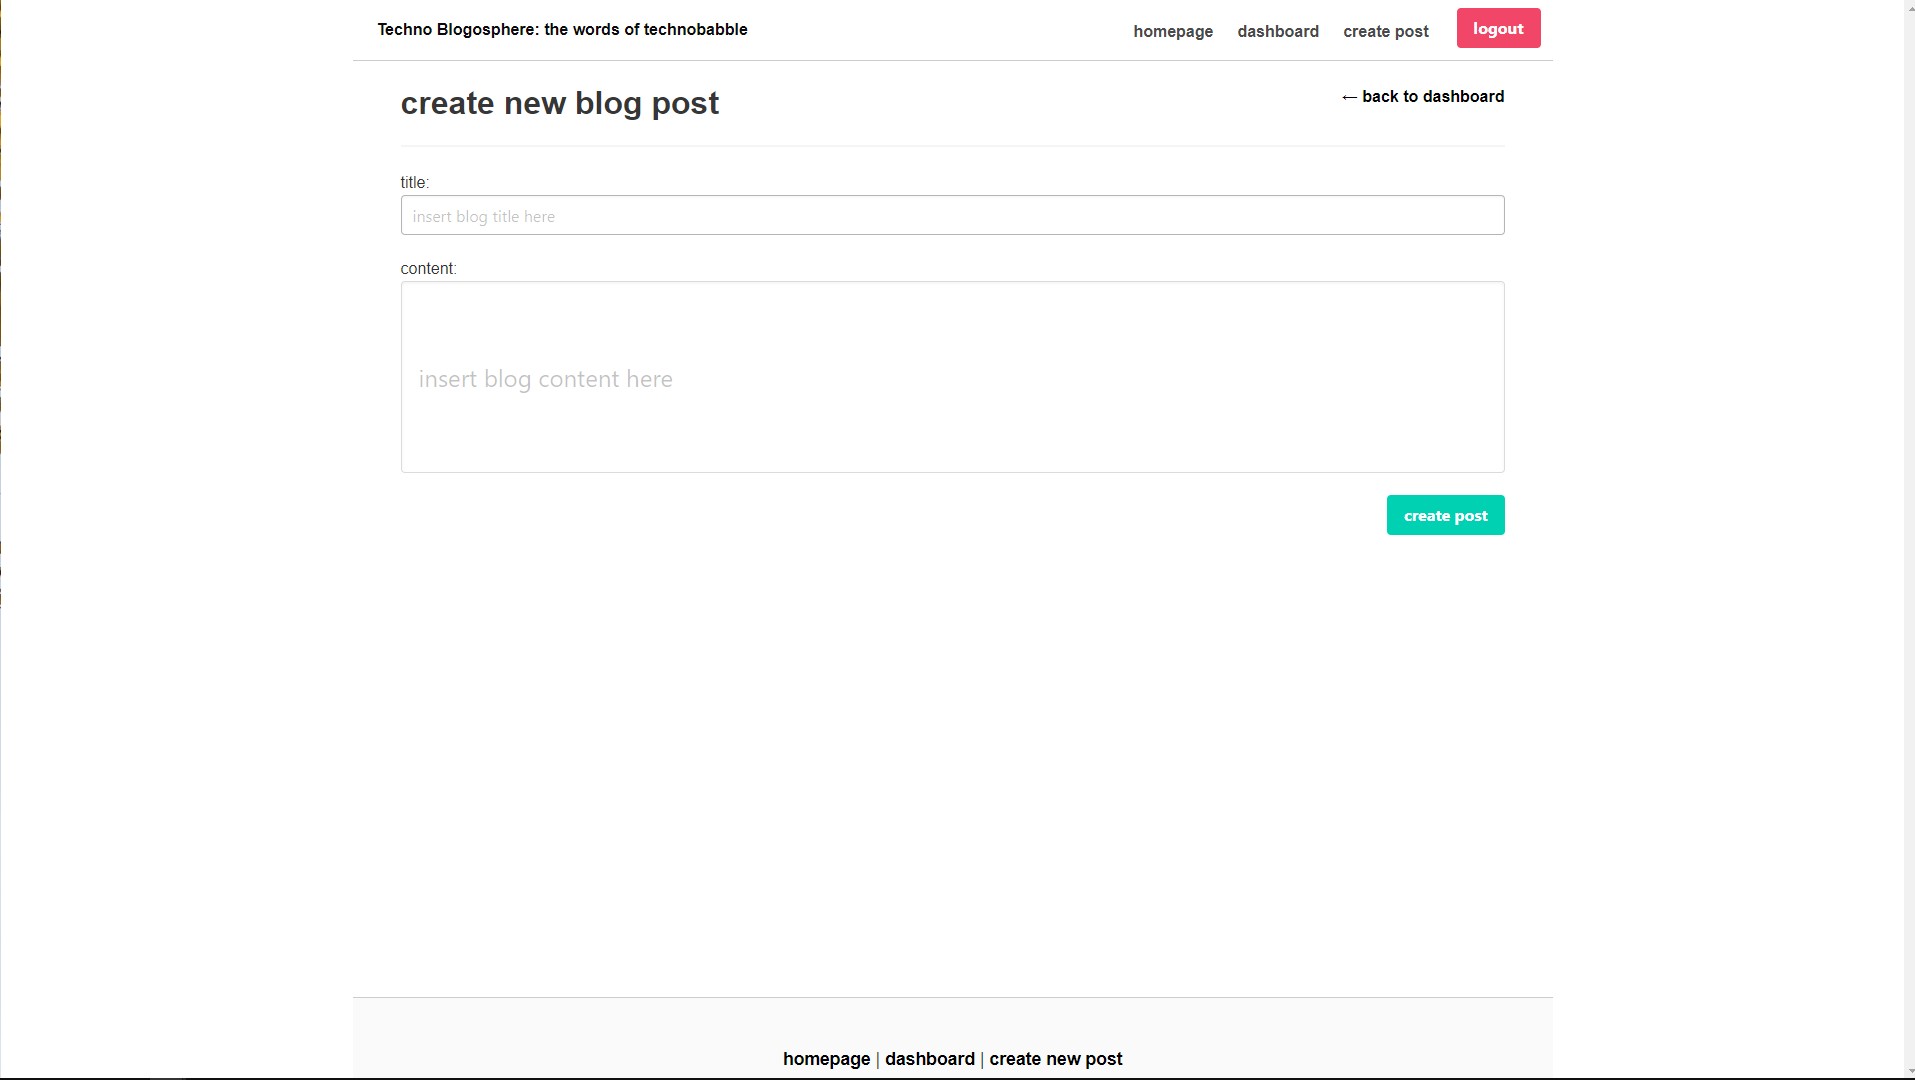 Techno Blogosphere: the words of technobabble
homepage dashboard create post logout
create new blog post
← back to dashboard
title:
insert blog title here
content:
insert blog content here
create post
homepage | dashboard | create new post